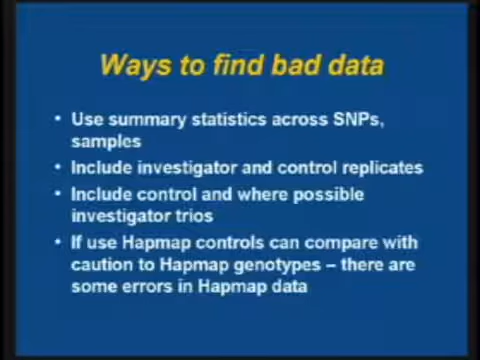 Ways to find bad data
• Use summary statistics across SNPs,
samples
• Include investigator and control replicates
• Include control and where possible
investigator trios
• If use Hapmap controls can compare with
caution to Hapmap genotypes – there are
some errors in Hapmap data